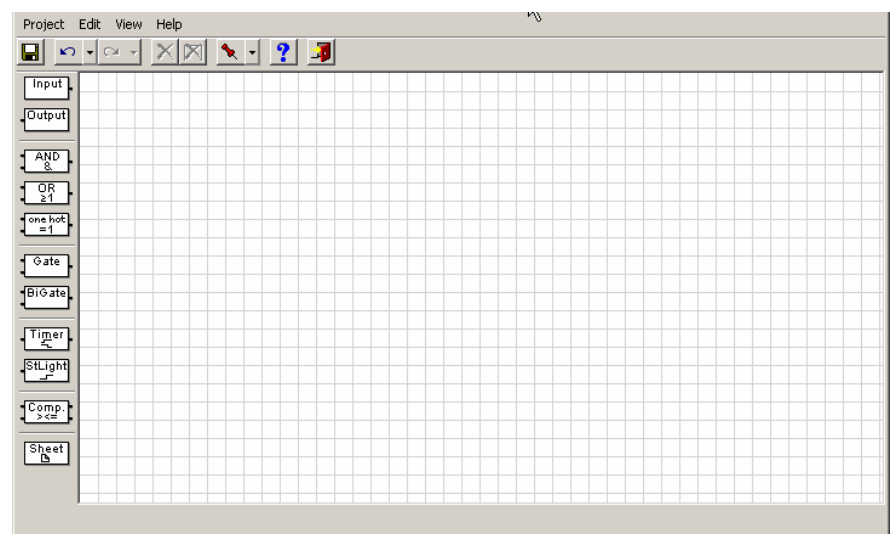 Project Edit View Help
?
Input
Output
AND
&
OR
≥1
one hot
=1
Gate
BiGate
Timer
StLight
Comp.
><=
Sheet